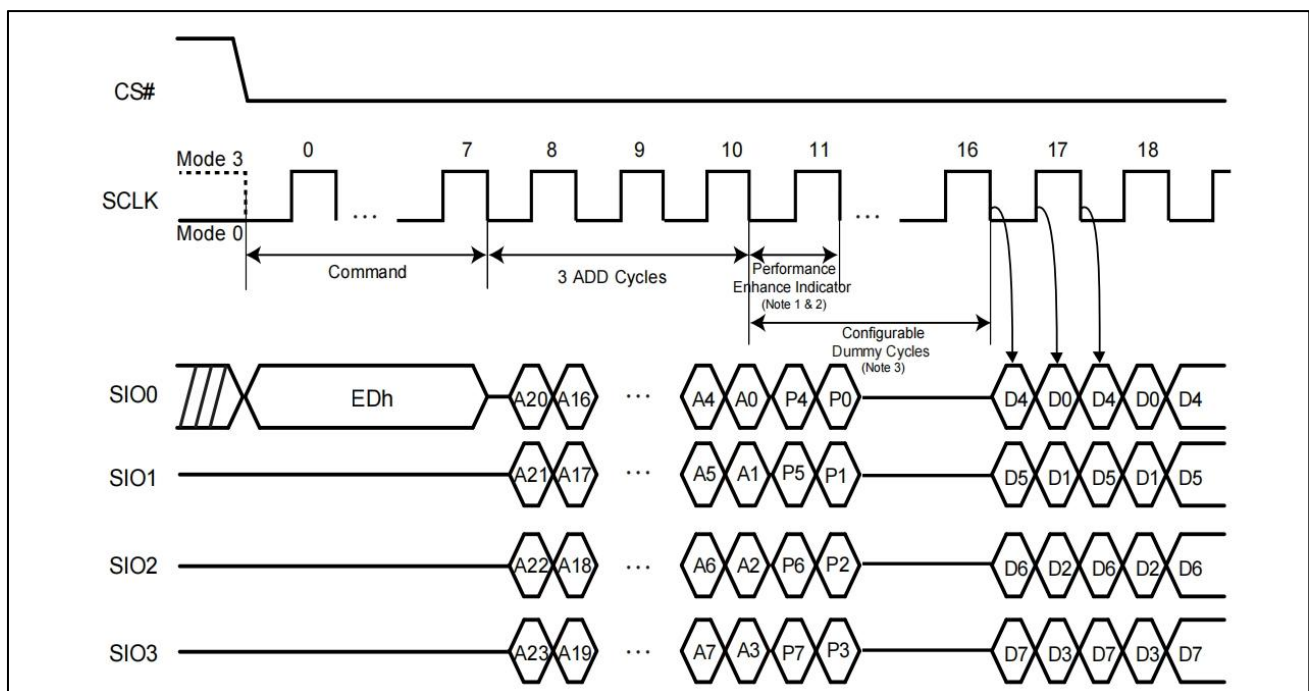 CS#
0 7 8 9 10 11 16 17 18
Mode 3
SCLK
Mode 0
...
...
Command
3 ADD Cycles
Performance
Enhance Indicator
(Note 1 & 2)
Configurable
Dummy Cycles
(Note 3)
SIO0 EDh A20 A16 ... A4 A0 P4 P0 D4 D0 D4 D0 D4
SIO1 A21 A17 ... A5 A1 P5 P1 D5 D1 D5 D1 D5
SIO2 A22 A18 ... A6 A2 P6 P2 D6 D2 D6 D2 D6
SIO3 A23 A19 ... A7 A3 P7 P3 D7 D3 D7 D3 D7